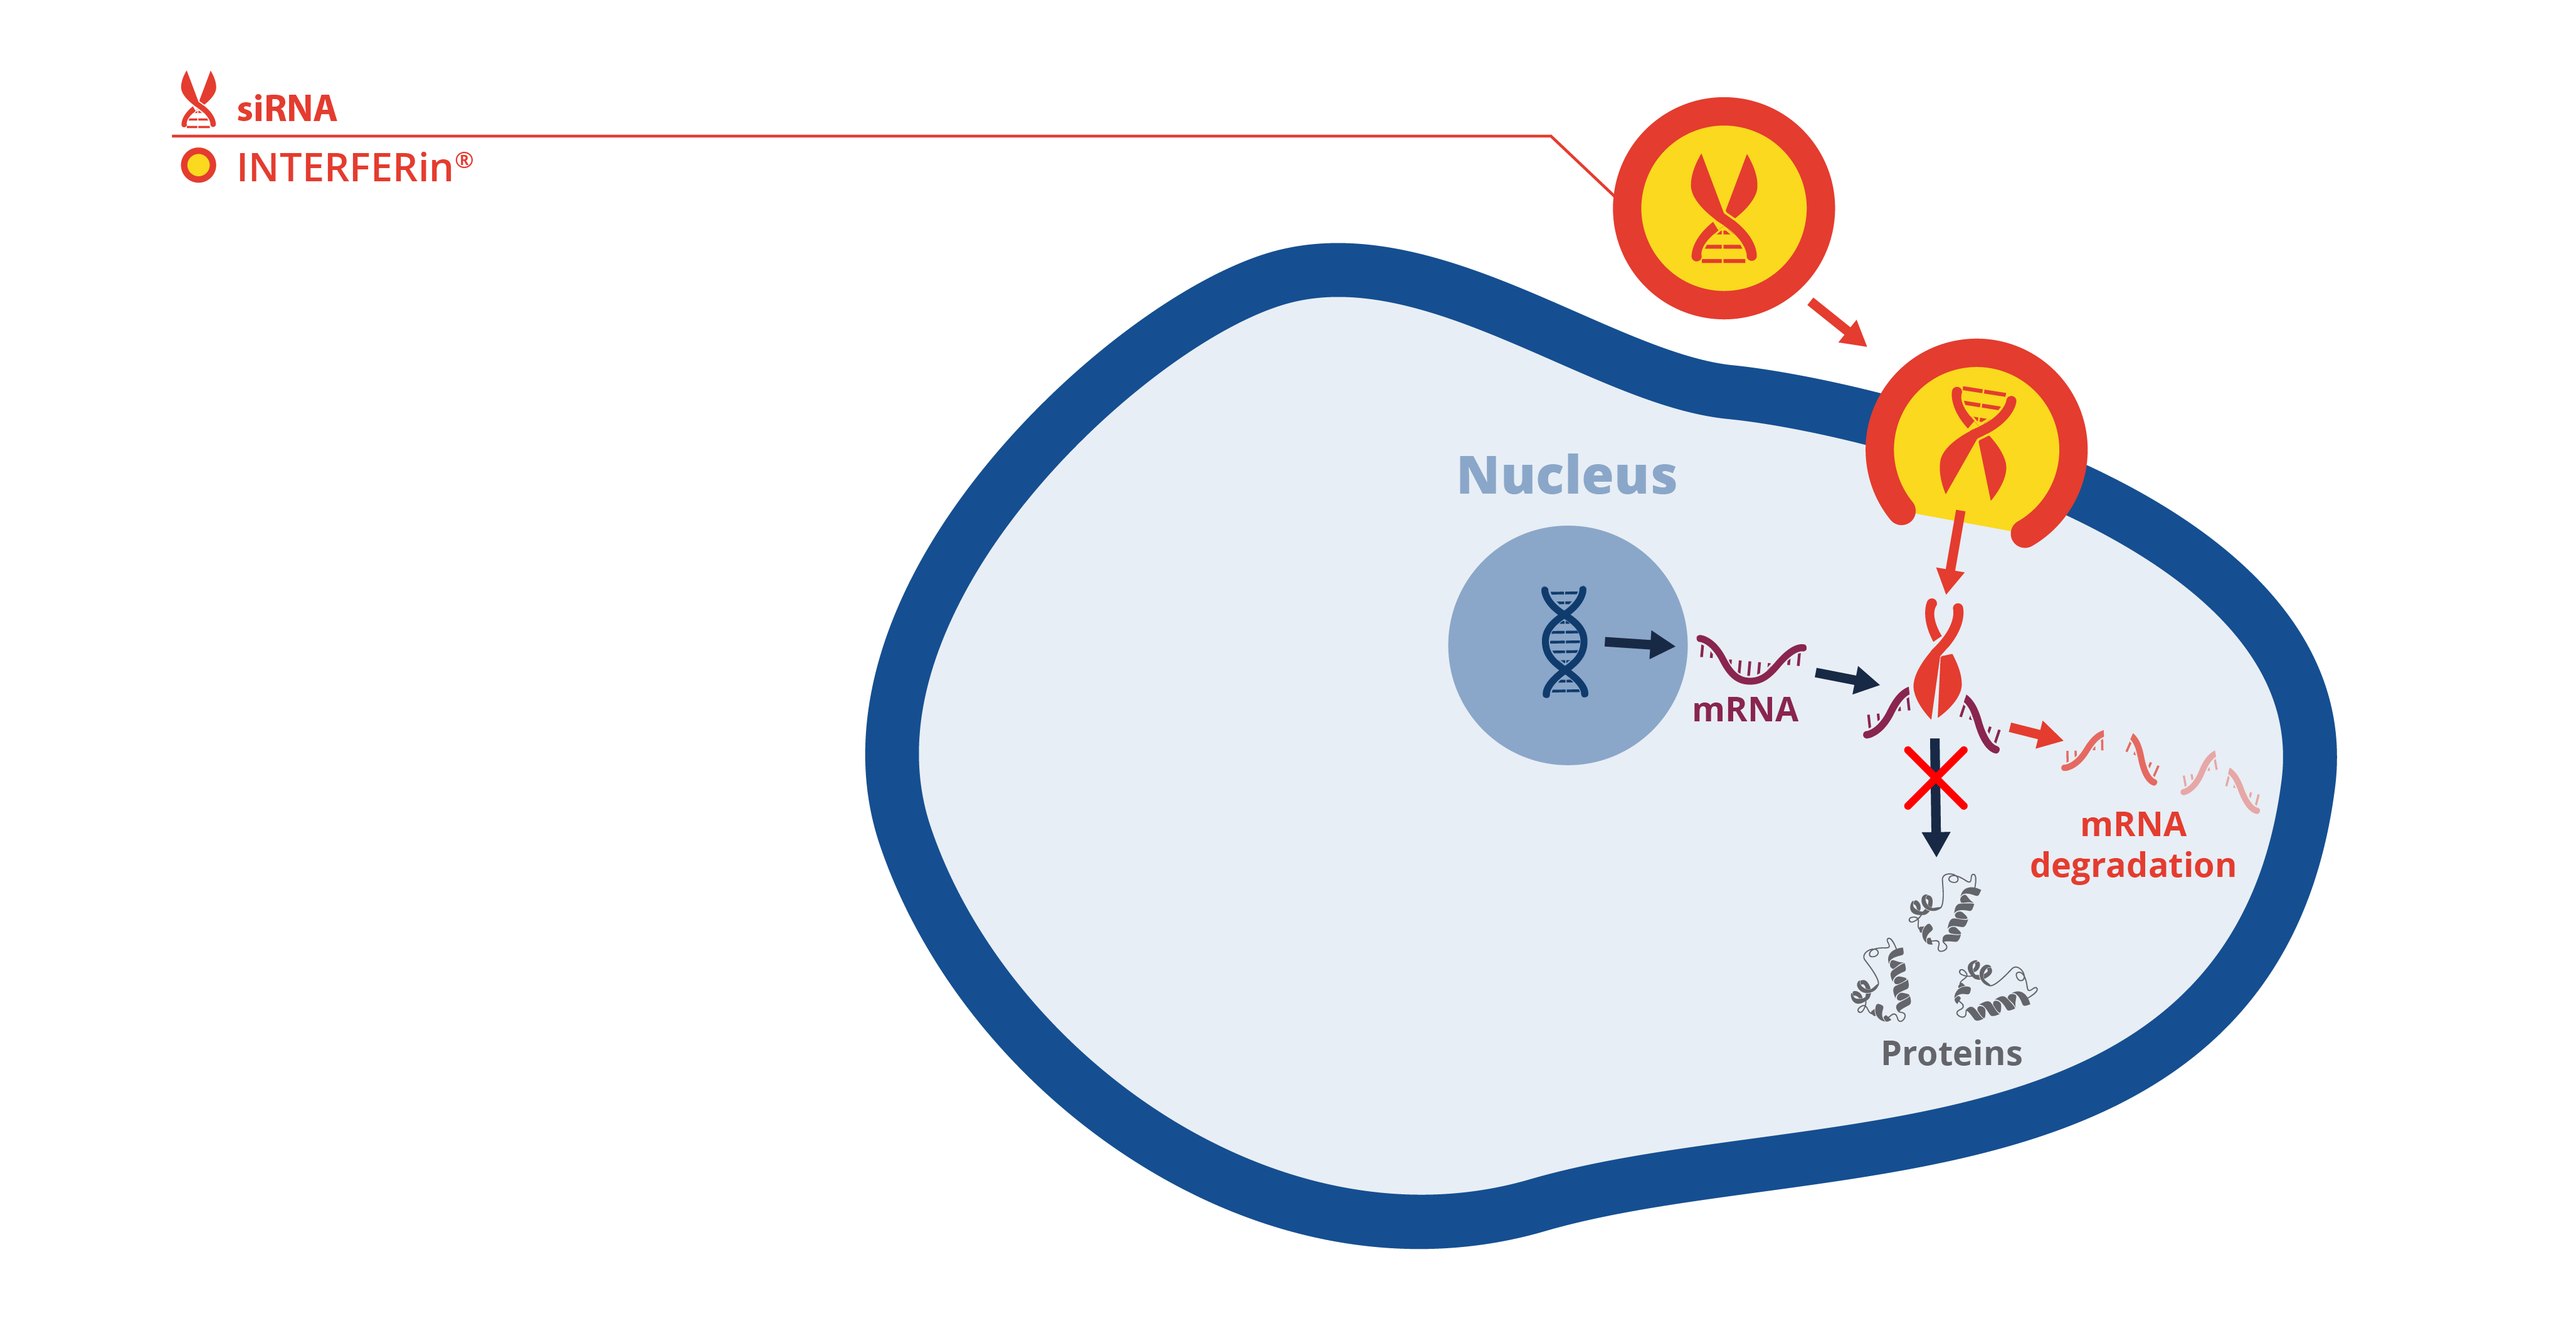 siRNA
INTERFERin®
Nucleus
mRNA
mRNA
degradation
Proteins